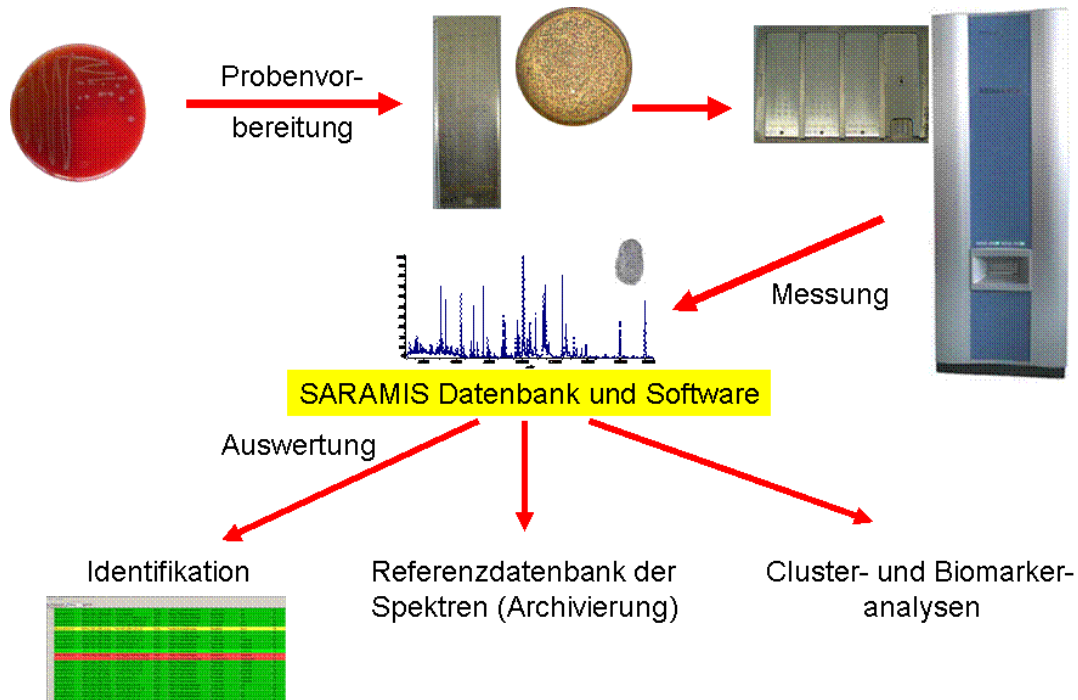 Probenvor-
bereitung
Messung
SARAMIS Datenbank und Software
Auswertung
Identifikation
Referenzdatenbank der
Spektren (Archivierung)
Cluster- und Biomarker-
analysen